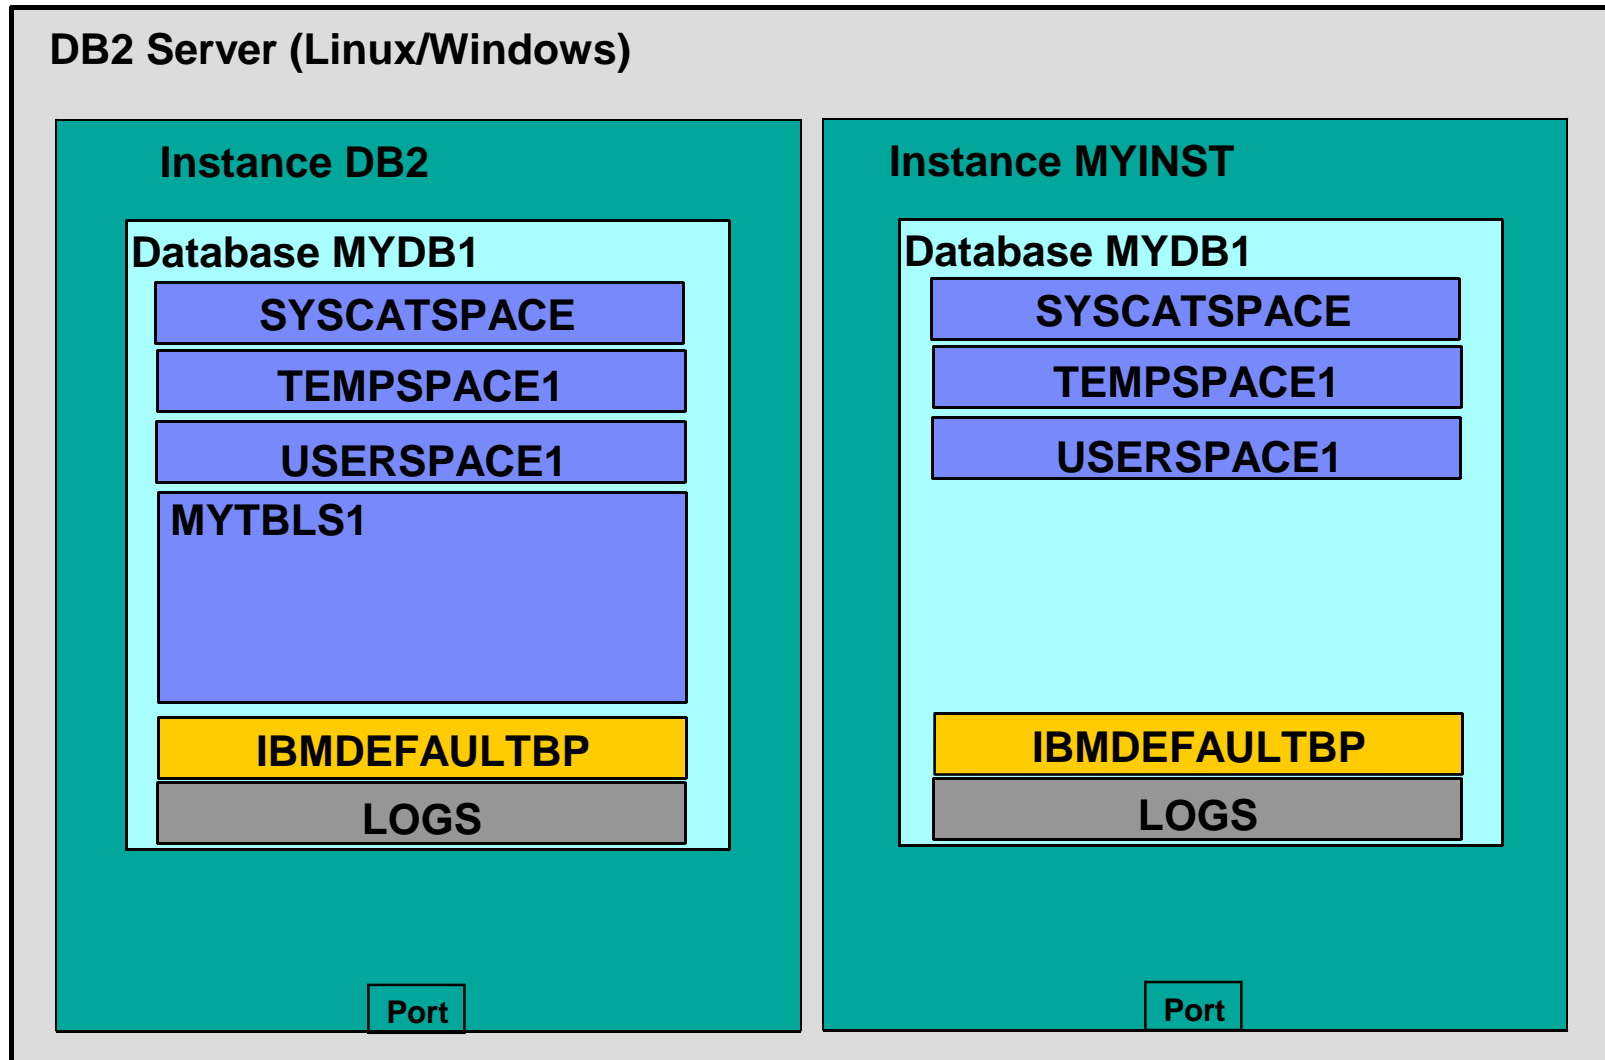 DB2 Server (Linux/Windows)
Instance DB2
Database MYDB1
SYSCATSPACE
TEMPSPACE1
USERSPACE1
MYTBLS1
IBMDEFAULTBP
LOGS
Port
Instance MYINST
Database MYDB1
SYSCATSPACE
TEMPSPACE1
USERSPACE1
IBMDEFAULTBP
LOGS
Port